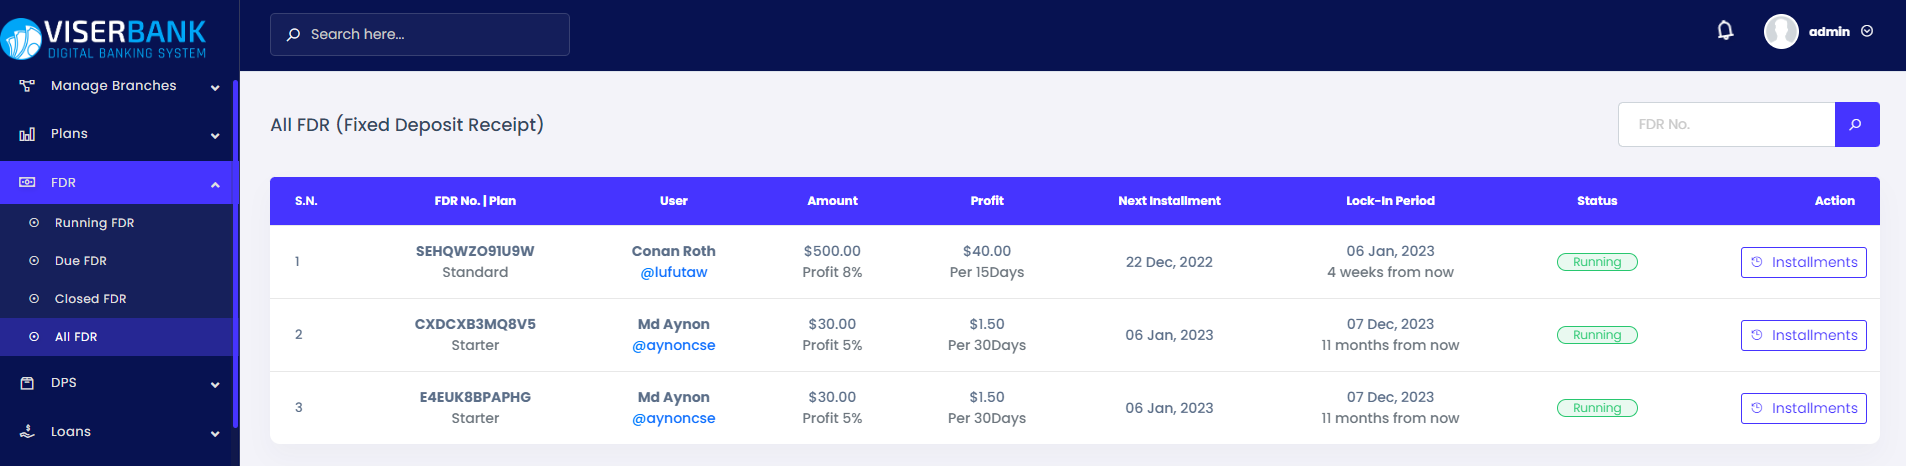 VISERBANK
DIGITAL BANKING SYSTEM
Search here...
admin
Manage Branches
Plans
FDR
Running FDR
Due FDR
Closed FDR
All FDR
DPS
Loans
All FDR (Fixed Deposit Receipt)
FDR No.
S.N. FDR No. | Plan User Amount Profit Next Installment Lock-In Period Status Action
1 SEHQWZO91U9W Conan Roth $500.00 $40.00 22 Dec, 2022 06 Jan, 2023 Running Installments
Standard @lufutaw Profit 8% Per 15Days 4 weeks from now
2 CXDCXB3MQ8V5 Md Aynon $30.00 $1.50 06 Jan, 2023 07 Dec, 2023 Running Installments
Starter @aynoncse Profit 5% Per 30Days 11 months from now
3 E4EUK8BPAPHG Md Aynon $30.00 $1.50 06 Jan, 2023 07 Dec, 2023 Running Installments
Starter @aynoncse Profit 5% Per 30Days 11 months from now